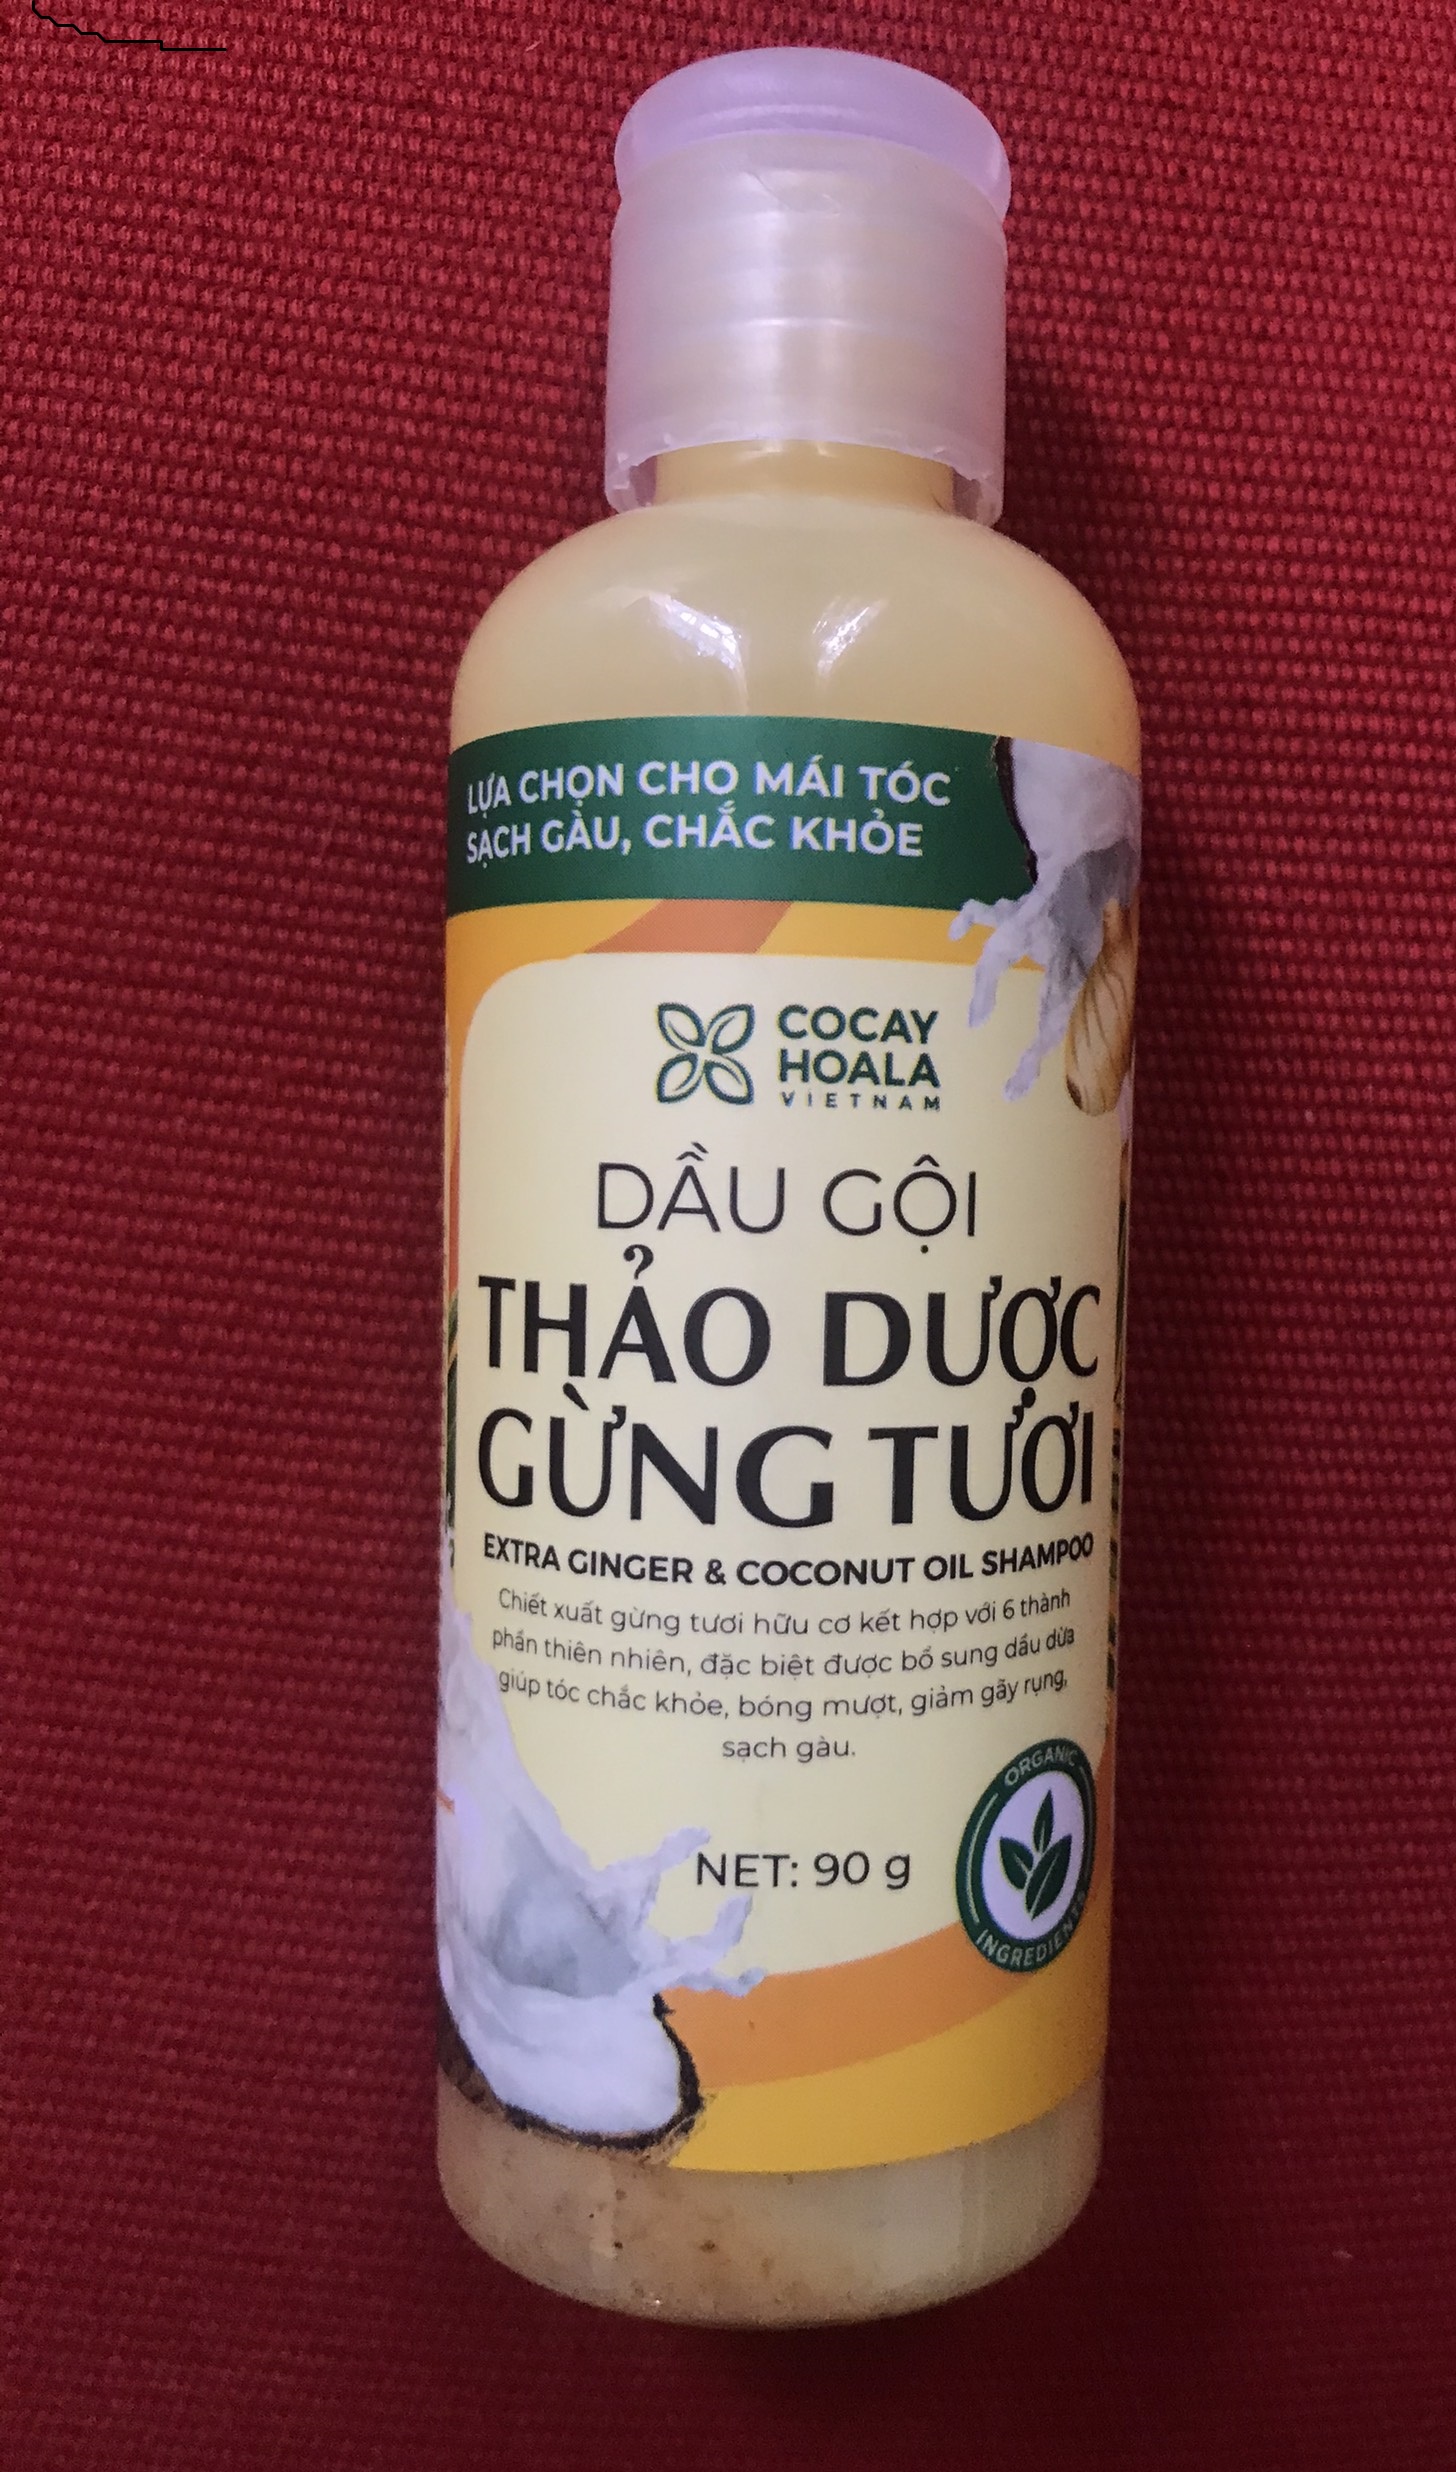 LỰA CHỌN CHO MÁI TÓC
SẠCH GÀU, CHẮC KHỎE
COCAY
HOALA
VIETNAM
DẦU GỘI
THẢO DƯỢC
GỪNG TƯƠI
EXTRA GINGER & COCONUT OIL SHAMPOO
Chiết xuất gừng tươi hữu cơ kết hợp với 6 thành
phần thiên nhiên, đặc biệt được bổ sung dầu dừa
giúp tóc chắc khỏe, bóng mượt, giảm gãy rụng,
sạch gàu.
ORGANIC
INGREDIENTS
NET: 90 g